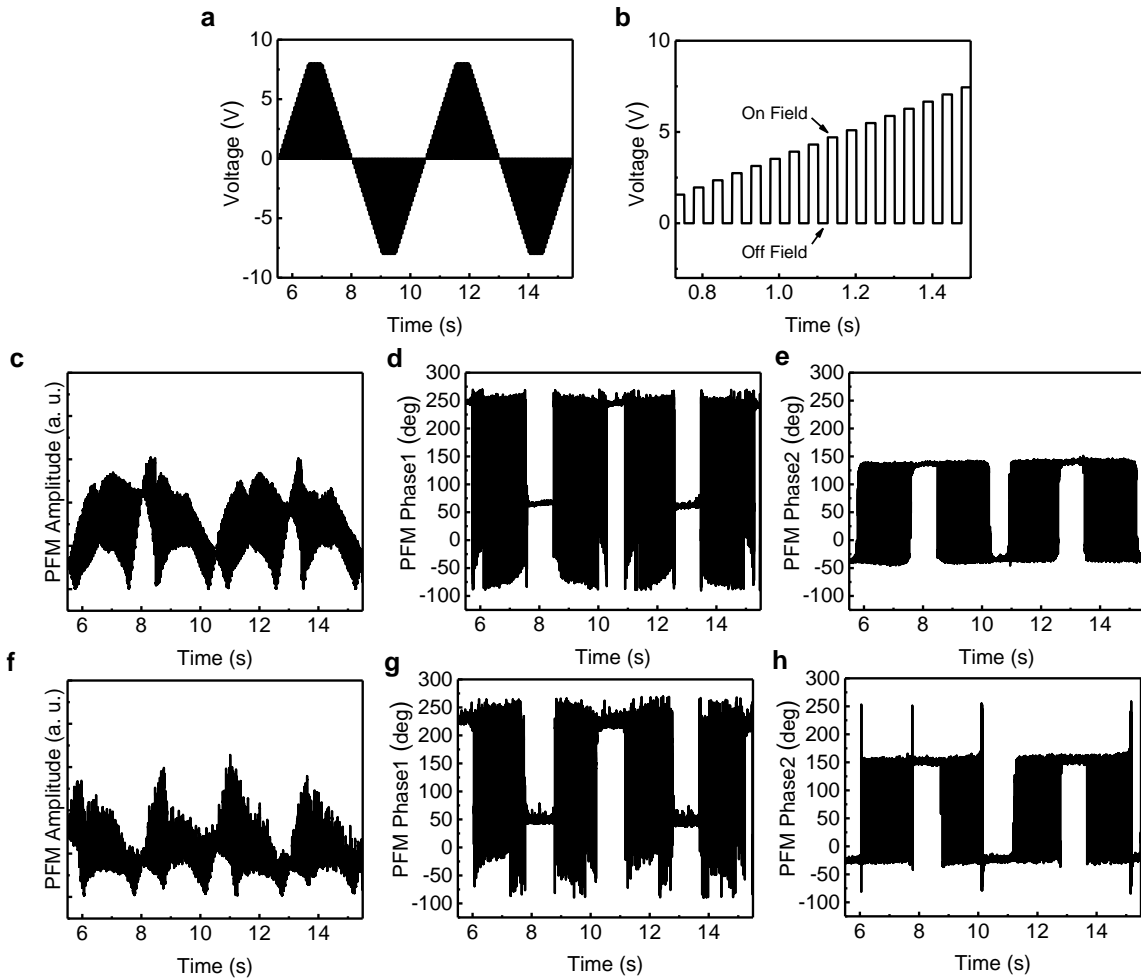 a
10
5
0
-5
-10
Voltage (V)
6 8 10 12 14
Time (s)
b
10
5
0
Voltage (V)
On Field
Off Field
0.8 1.0 1.2 1.4
Time (s)
c
PFM Amplitude (a. u.)
6 8 10 12 14
Time (s)
d
300
250
200
150
100
50
0
-50
-100
PFM Phase1 (deg)
6 8 10 12 14
Time (s)
e
300
250
200
150
100
50
0
-50
-100
PFM Phase2 (deg)
6 8 10 12 14
Time (s)
f
PFM Amplitude (a. u.)
6 8 10 12 14
Time (s)
g
300
250
200
150
100
50
0
-50
-100
PFM Phase1 (deg)
6 8 10 12 14
Time (s)
h
300
250
200
150
100
50
0
-50
-100
PFM Phase2 (deg)
6 8 10 12 14
Time (s)